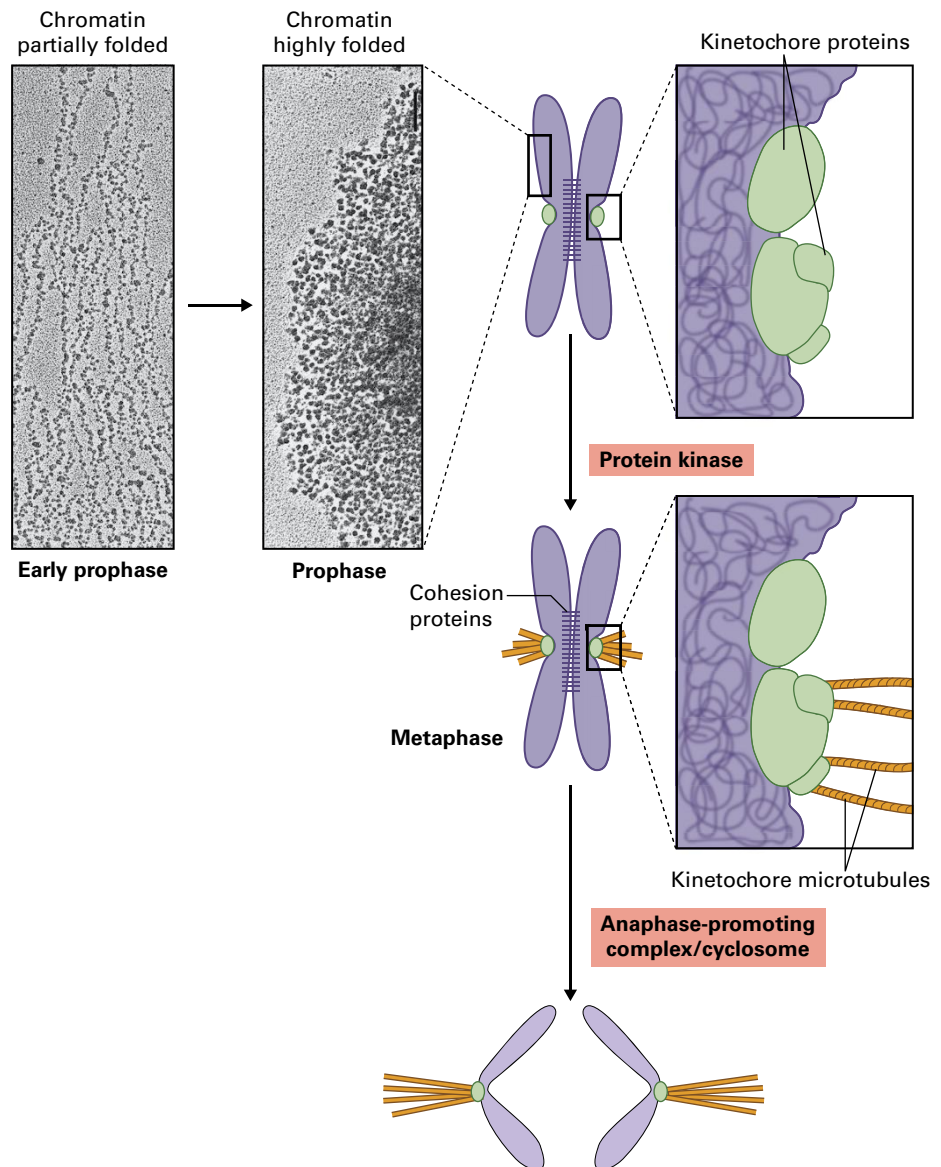 Chromatin
partially folded
Chromatin
highly folded
Kinetochore proteins
Protein kinase
Early prophase
Prophase
Cohesion
proteins
Metaphase
Kinetochore microtubules
Anaphase-promoting
complex/cyclosome